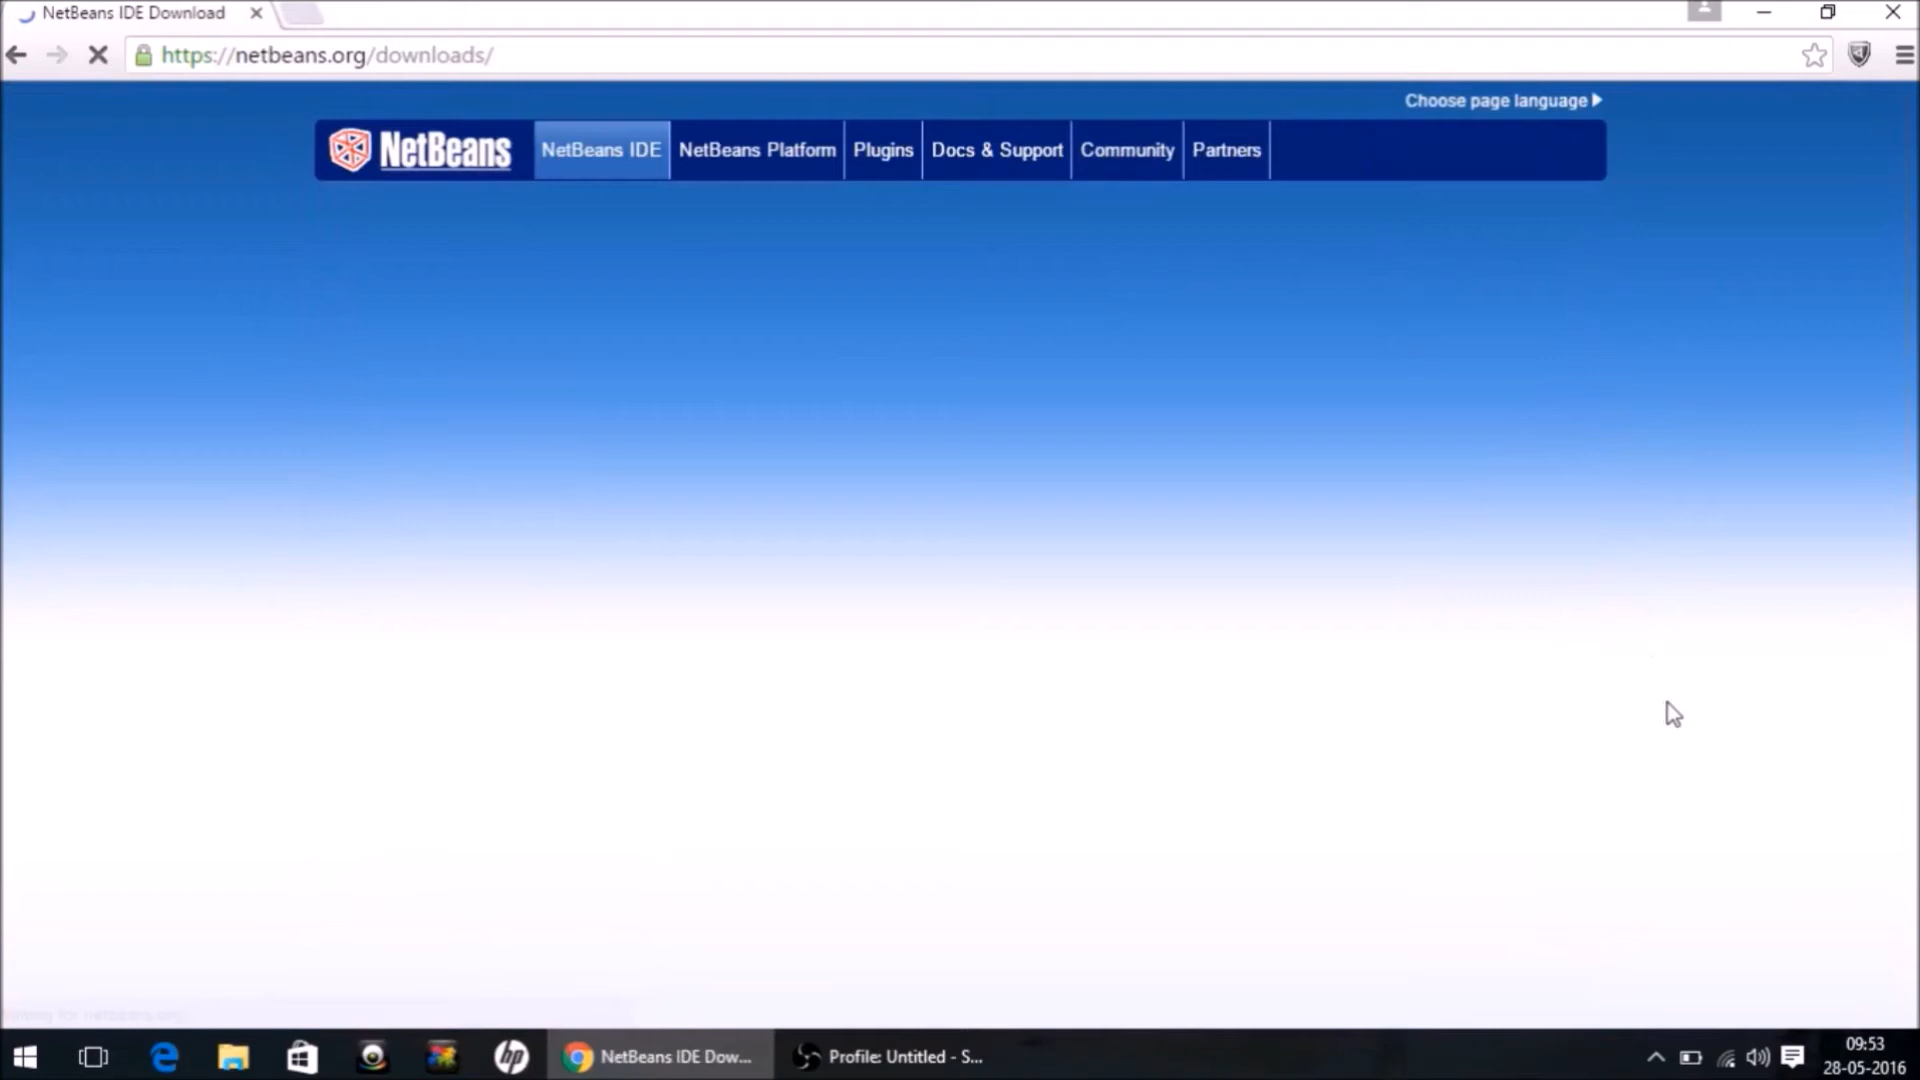 NetBeans IDE Download
https://netbeans.org/downloads/
Choose page language
NetBeans
NetBeans IDE
NetBeans Platform
Plugins
Docs & Support
Community
Partners
hp
NetBeans IDE Dow...
Profile: Untitled - S...
09:53
28-05-2016